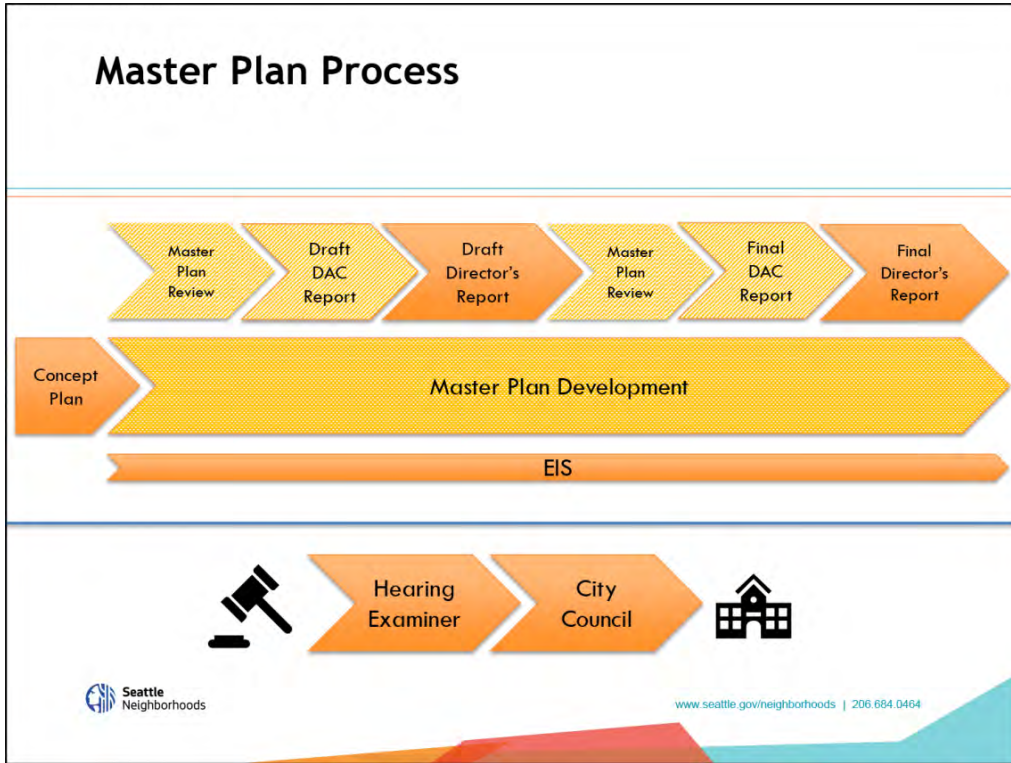 Master Plan Process
Master
Plan
Review
Draft
DAC
Report
Draft
Director's
Report
Master
Plan
Review
Final
DAC
Report
Final
Director's
Report
Concept
Plan
Master Plan Development
EIS
Hearing
Examiner
City
Council
Seattle
Neighborhoods
www.seattle.gov/neighborhoods | 206.684.0464